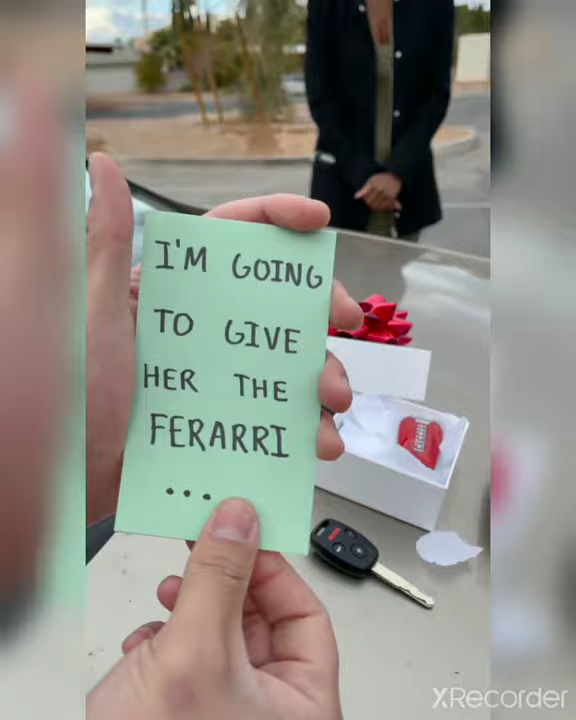 I'M GOING
TO GIVE
HER THE
FERARRI
...
XRecorder